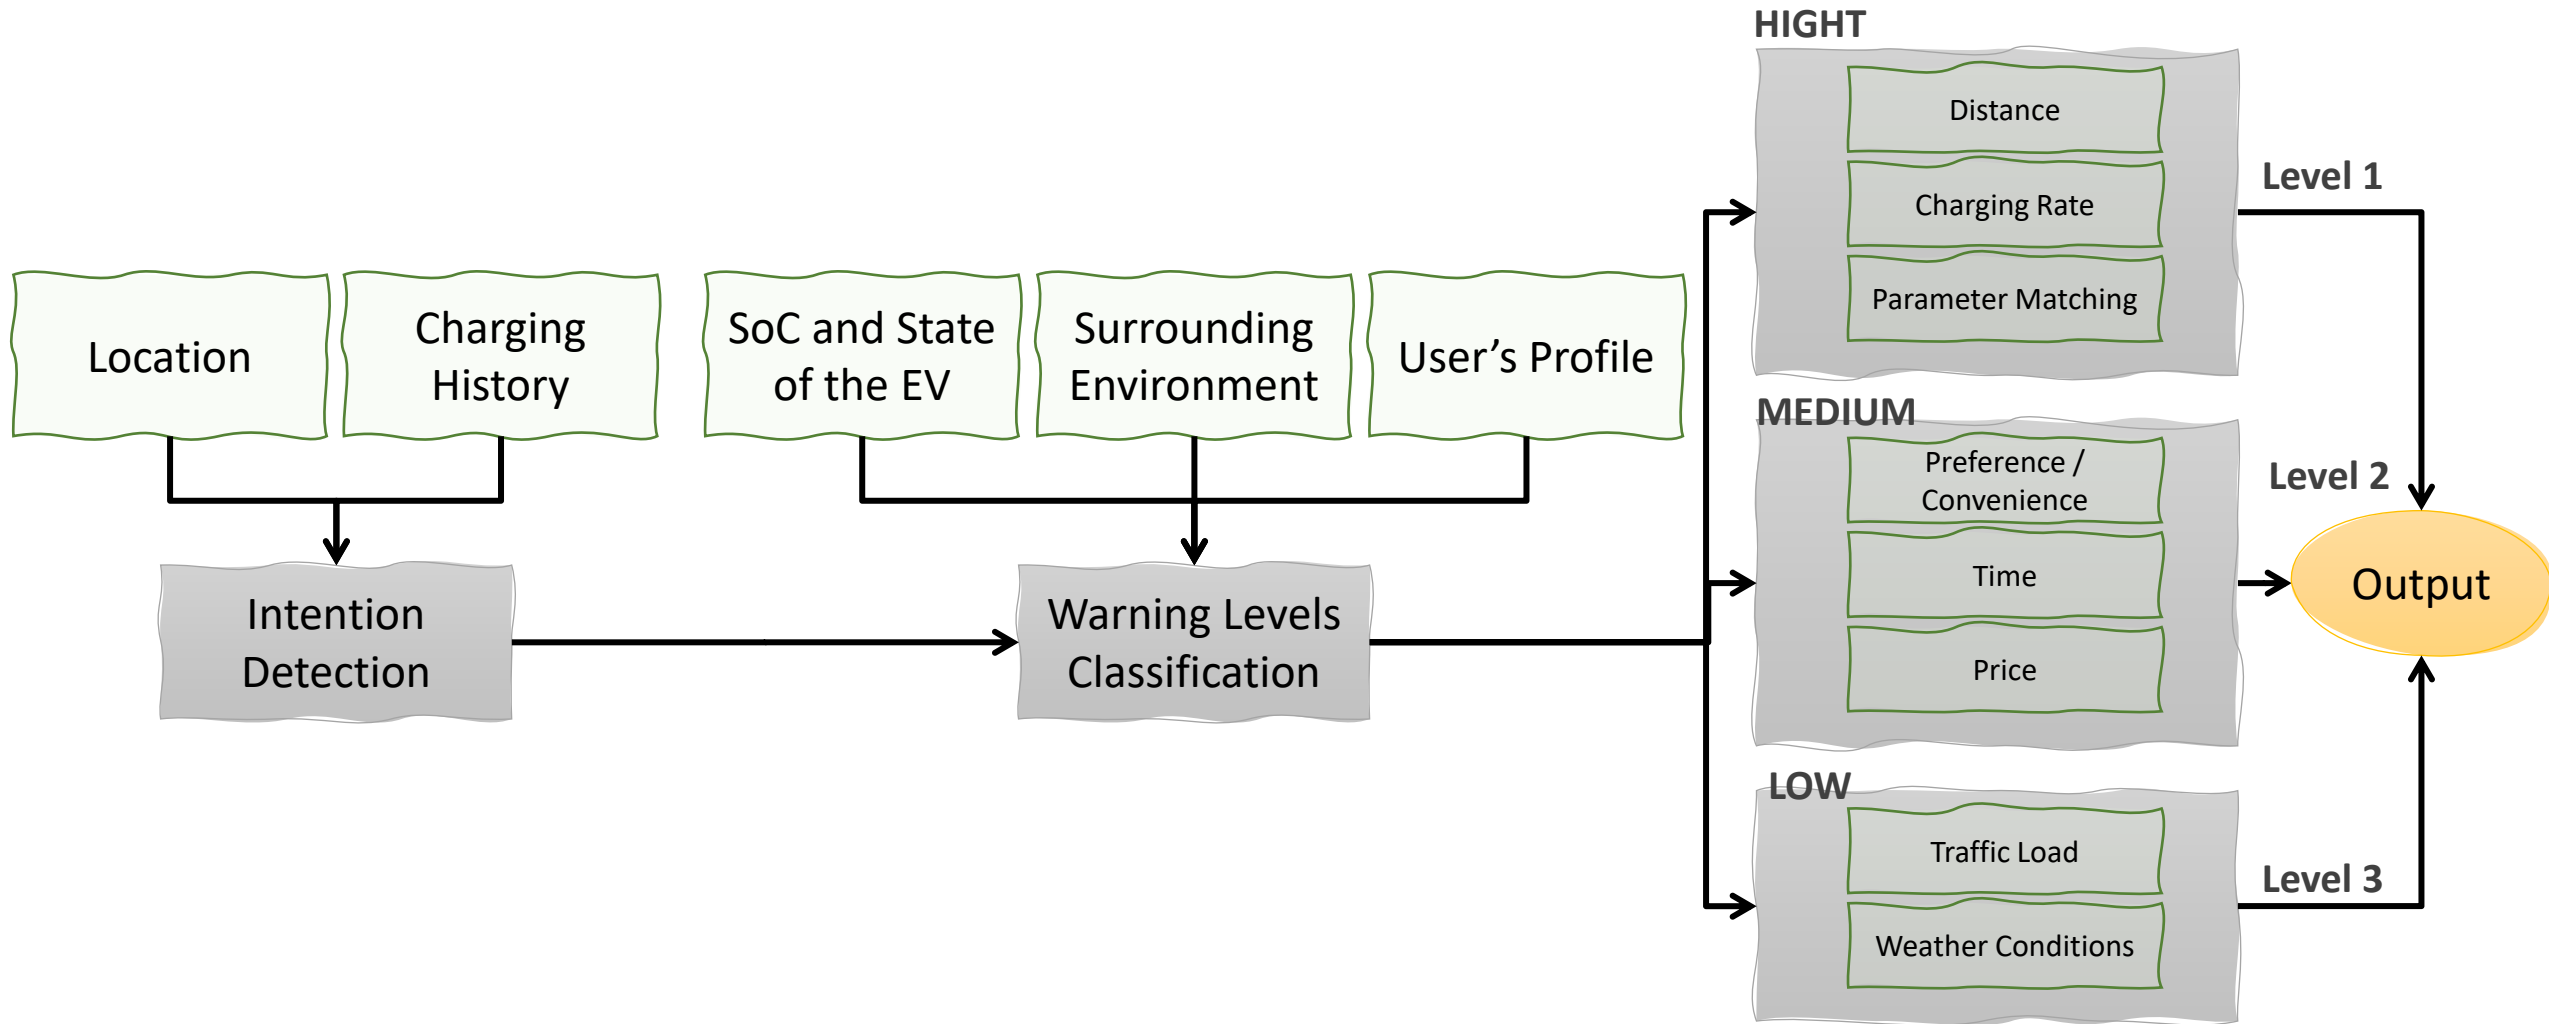 HIGHT
Distance
Charging Rate
Parameter Matching
Level 1
Location
Charging
History
SoC and State
of the EV
Surrounding
Environment
User's Profile
MEDIUM
Preference /
Convenience
Time
Price
Level 2
Output
Intention
Detection
Warning Levels
Classification
LOW
Traffic Load
Weather Conditions
Level 3